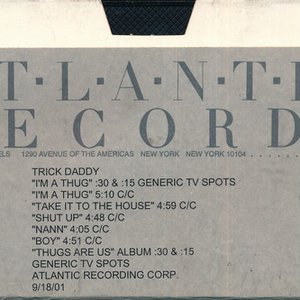 T·L·A·N·T·I
E C O R D
ELS 1290 AVENUE OF THE AMERICAS NEW YORK NEW YORK 10104 . . . . . .
TRICK DADDY
"I'M A THUG" :30 & :15 GENERIC TV SPOTS
"I'M A THUG" 5:10 C/C
"TAKE IT TO THE HOUSE" 4:59 C/C
"SHUT UP" 4:48 C/C
"NANN" 4:05 C/C
"BOY" 4:51 C/C
"THUGS ARE US" ALBUM :30 & :15
GENERIC TV SPOTS
ATLANTIC RECORDING CORP.
9/18/01